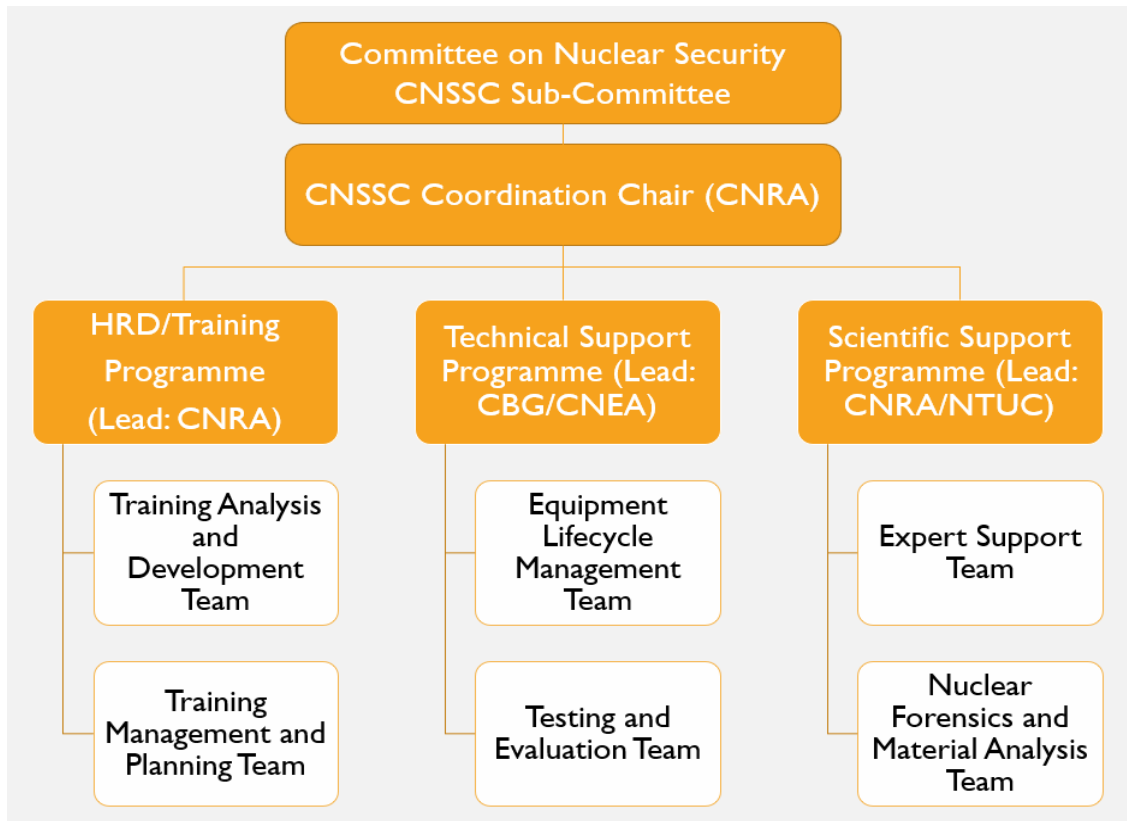 Committee on Nuclear Security
CNSSC Sub-Committee
CNSSC Coordination Chair (CNRA)
HRD/Training
Programme
(Lead: CNRA)
Training Analysis
and
Development
Team
Training
Management and
Planning Team
Technical Support
Programme (Lead:
CBG/CNEA)
Equipment
Lifecycle
Management
Team
Testing and
Evaluation Team
Scientific Support
Programme (Lead:
CNRA/NTUC)
Expert Support
Team
Nuclear
Forensics and
Material Analysis
Team